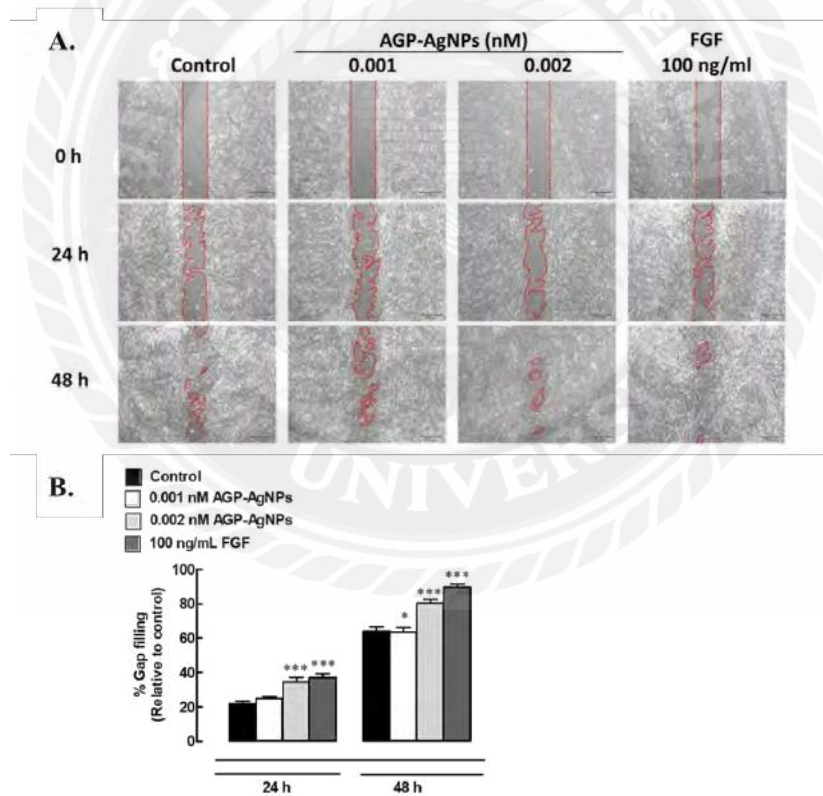 A.
AGP-AgNPs (nM)
FGF
Control
0.001
0.002
100 ng/ml
0 h
24 h
48 h
UNIVERS
B.
Control
0.001 nM AGP-AgNPs
0.002 nM AGP-AgNPs
100 ng/mL FGF
% Gap filling
(Relative to control)
100
80
60
40
20
0
***
***
*
***
***
24 h
48 h